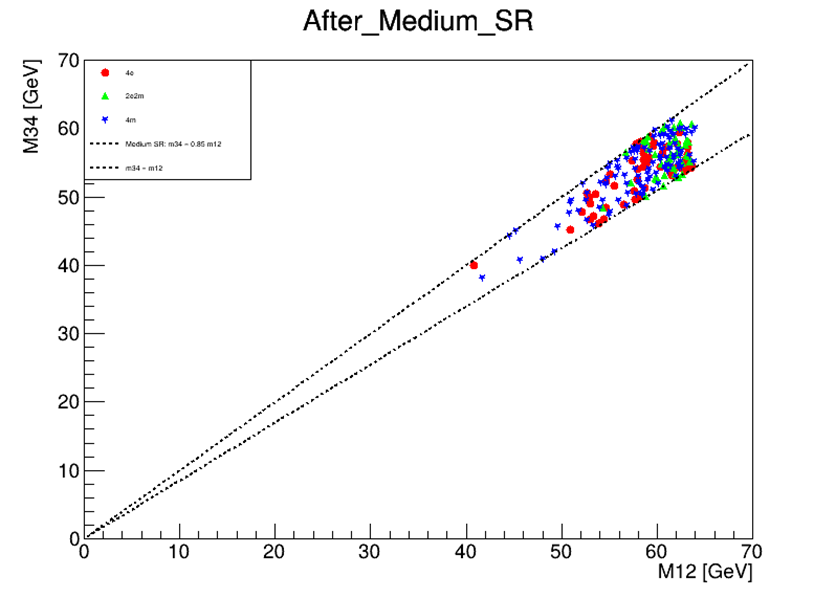 After_Medium_SR
M34 [GeV]
70
60
50
40
30
20
10
0
4e
2e2m
4m
Medium SR: m34 = 0.85 m12
m34 = m12
0 10 20 30 40 50 60 70
M12 [GeV]